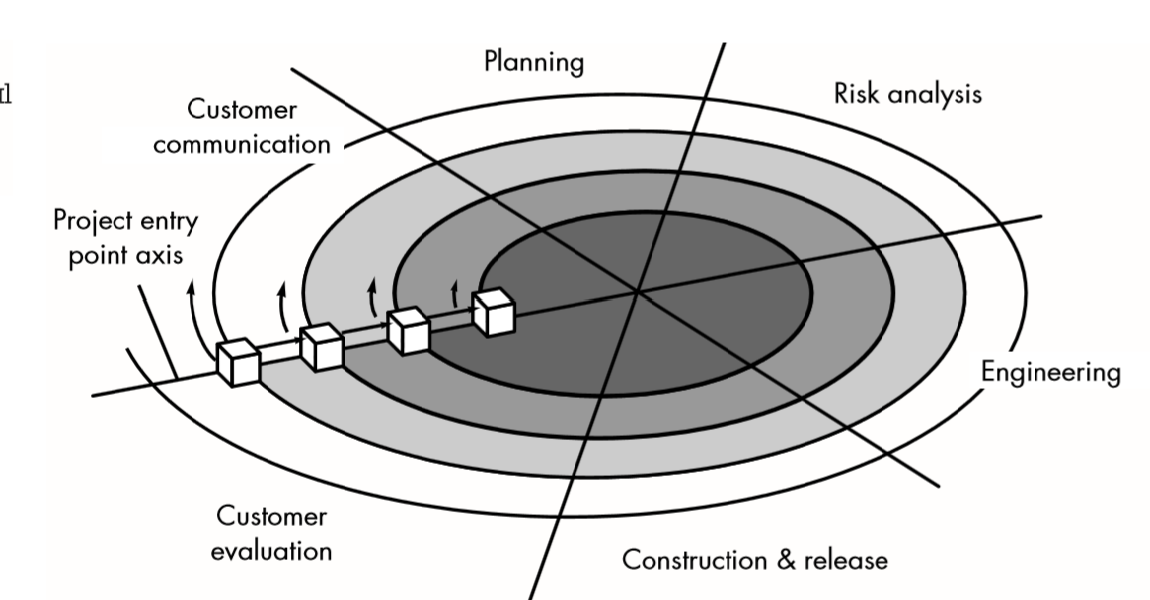 Planning
Risk analysis
Customer
communication
Project entry
point axis
Engineering
Customer
evaluation
Construction & release